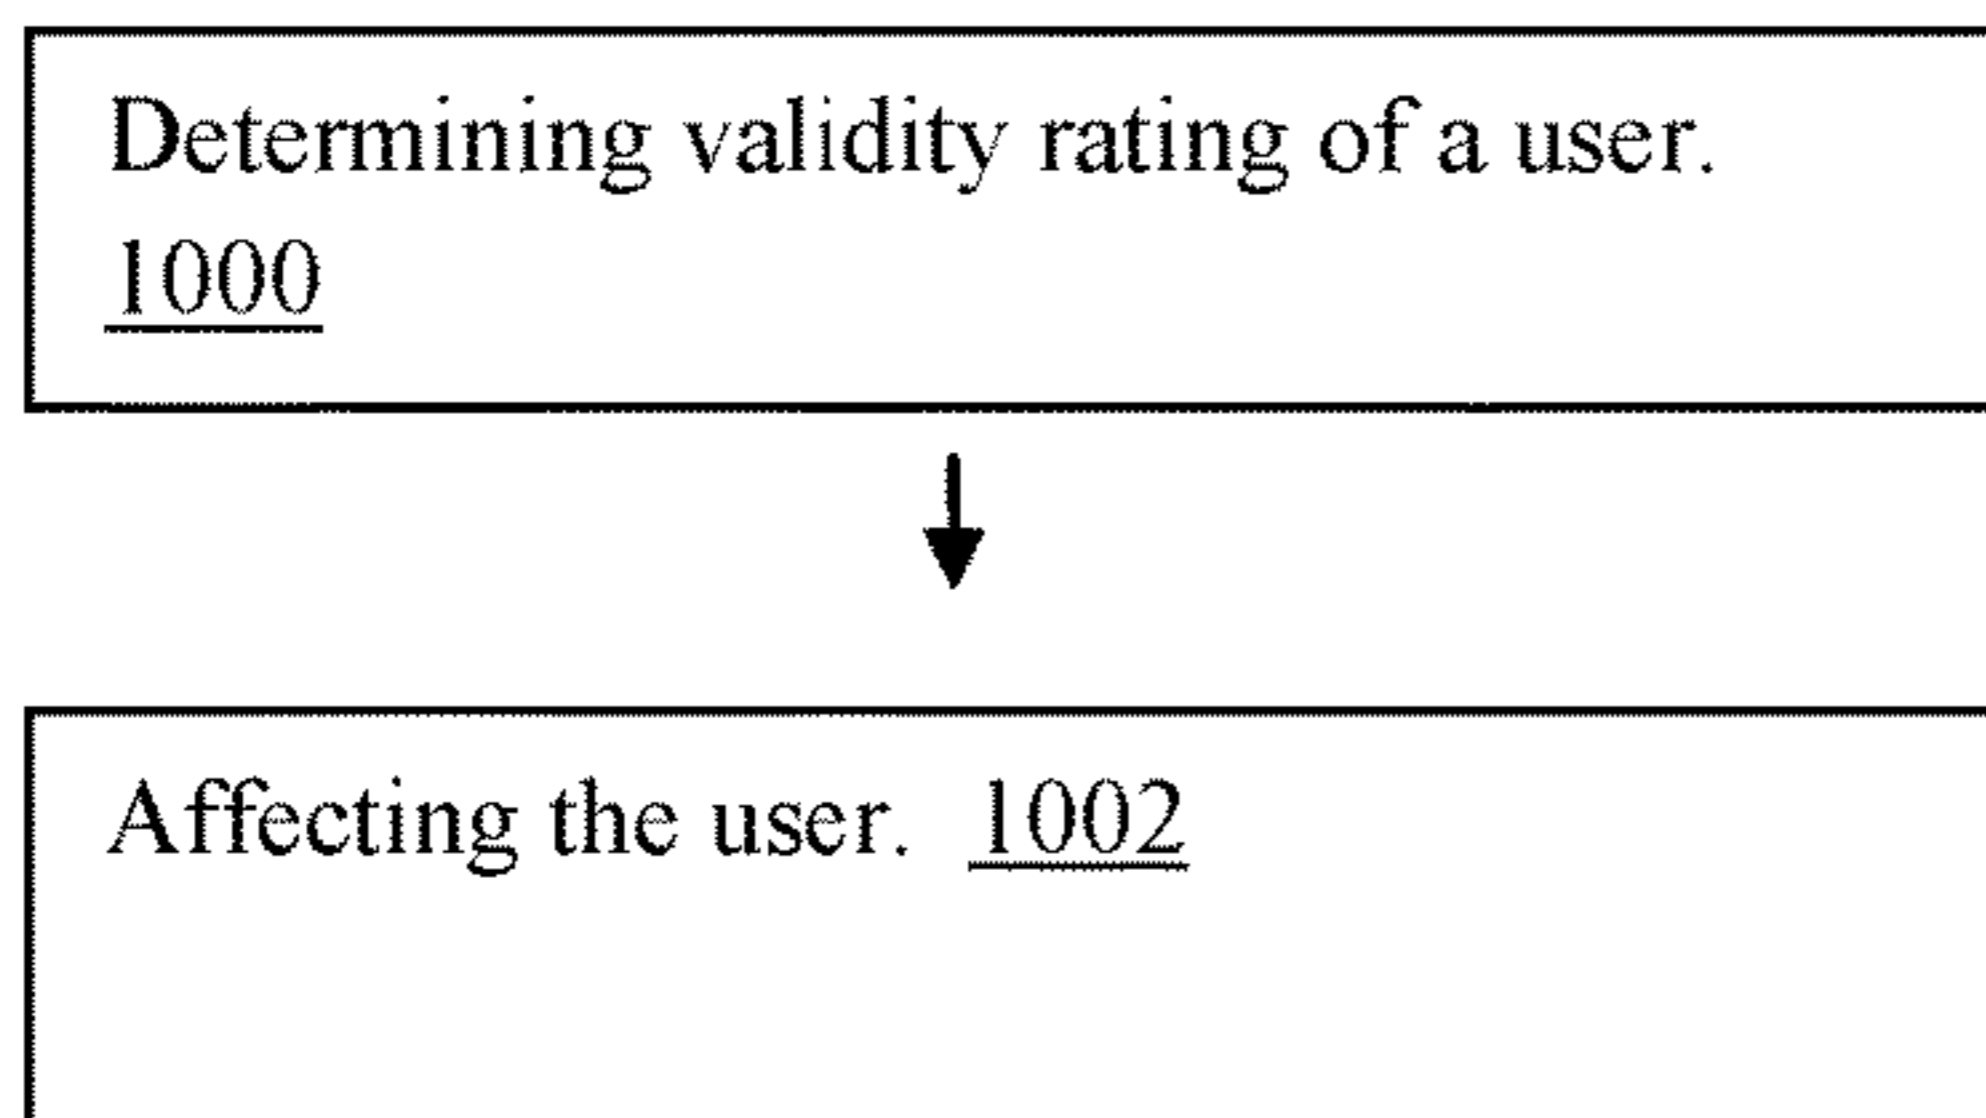 Determining validity rating of a user.
1000
Affecting the user. 1002